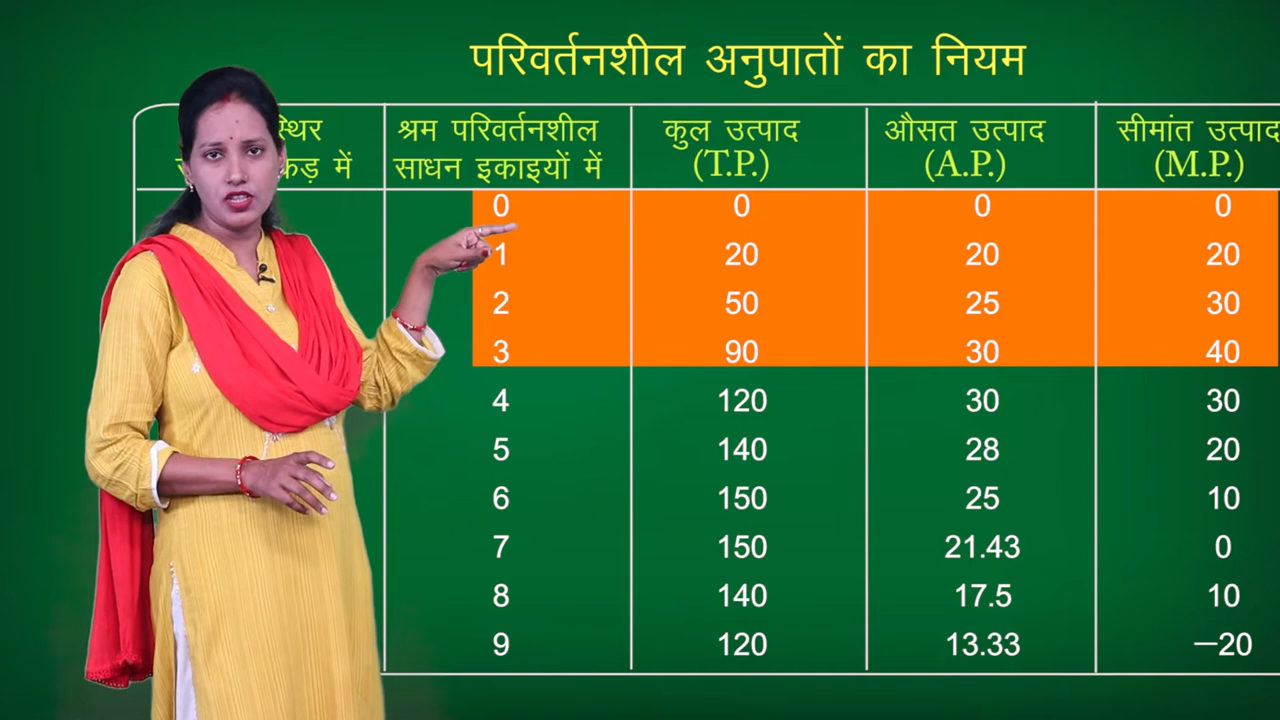 परिवर्तनशील अनुपातों का नियम
श्रम परिवर्तनशील कुल उत्पाद औसत उत्पाद सीमांत उत्पाद
में साधन इकाइयों में (T.P.) (A.P.) (M.P.)
0 0 0 0
1 20 20 20
2 50 25 30
3 90 30 40
4 120 30 30
5 140 28 20
6 150 25 10
7 150 21.43 0
8 140 17.5 10
9 120 13.33 –20